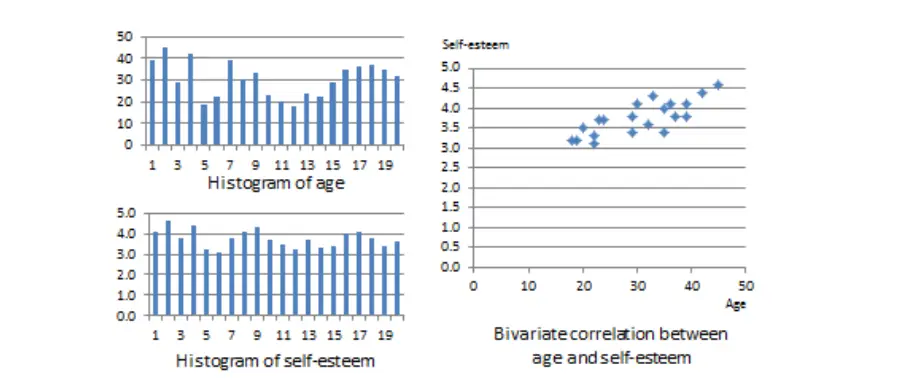 50
40
30
20
10
0
1 3 5 7 9 11 13 15 17 19
Histogram of age
5.0
4.0
3.0
2.0
1.0
0.0
1 3 5 7 9 11 13 15 17 19
Histogram of self-esteem
Self-esteem
5.0
4.5
4.0
3.5
3.0
2.5
2.0
1.5
1.0
0.5
0.0
0 10 20 30 40 50
Age
Bivariate correlation between
age and self-esteem